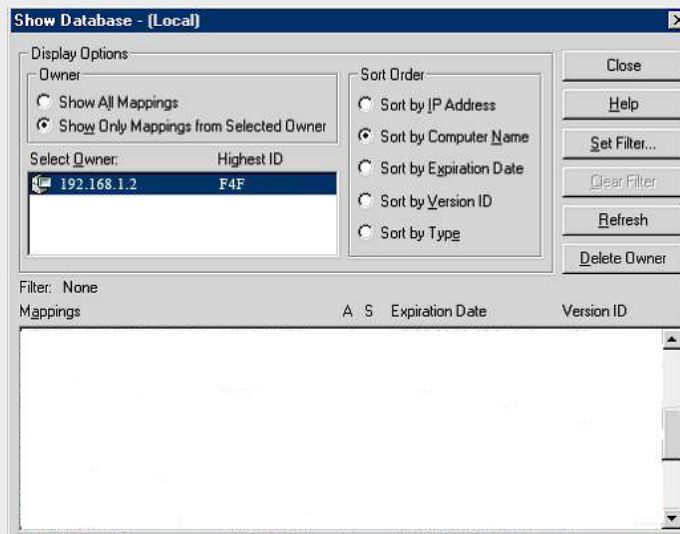 Show Database - (Local)
Display Options
Owner
Show All Mappings
Show Only Mappings from Selected Owner
Select Owner: Highest ID
192.168.1.2 F4F
Sort Order
Sort by IP Address
Sort by Computer Name
Sort by Expiration Date
Sort by Version ID
Sort by Type
Close
Help
Set Filter...
Clear Filter
Refresh
Delete Owner
Filter: None
Mappings A S Expiration Date Version ID